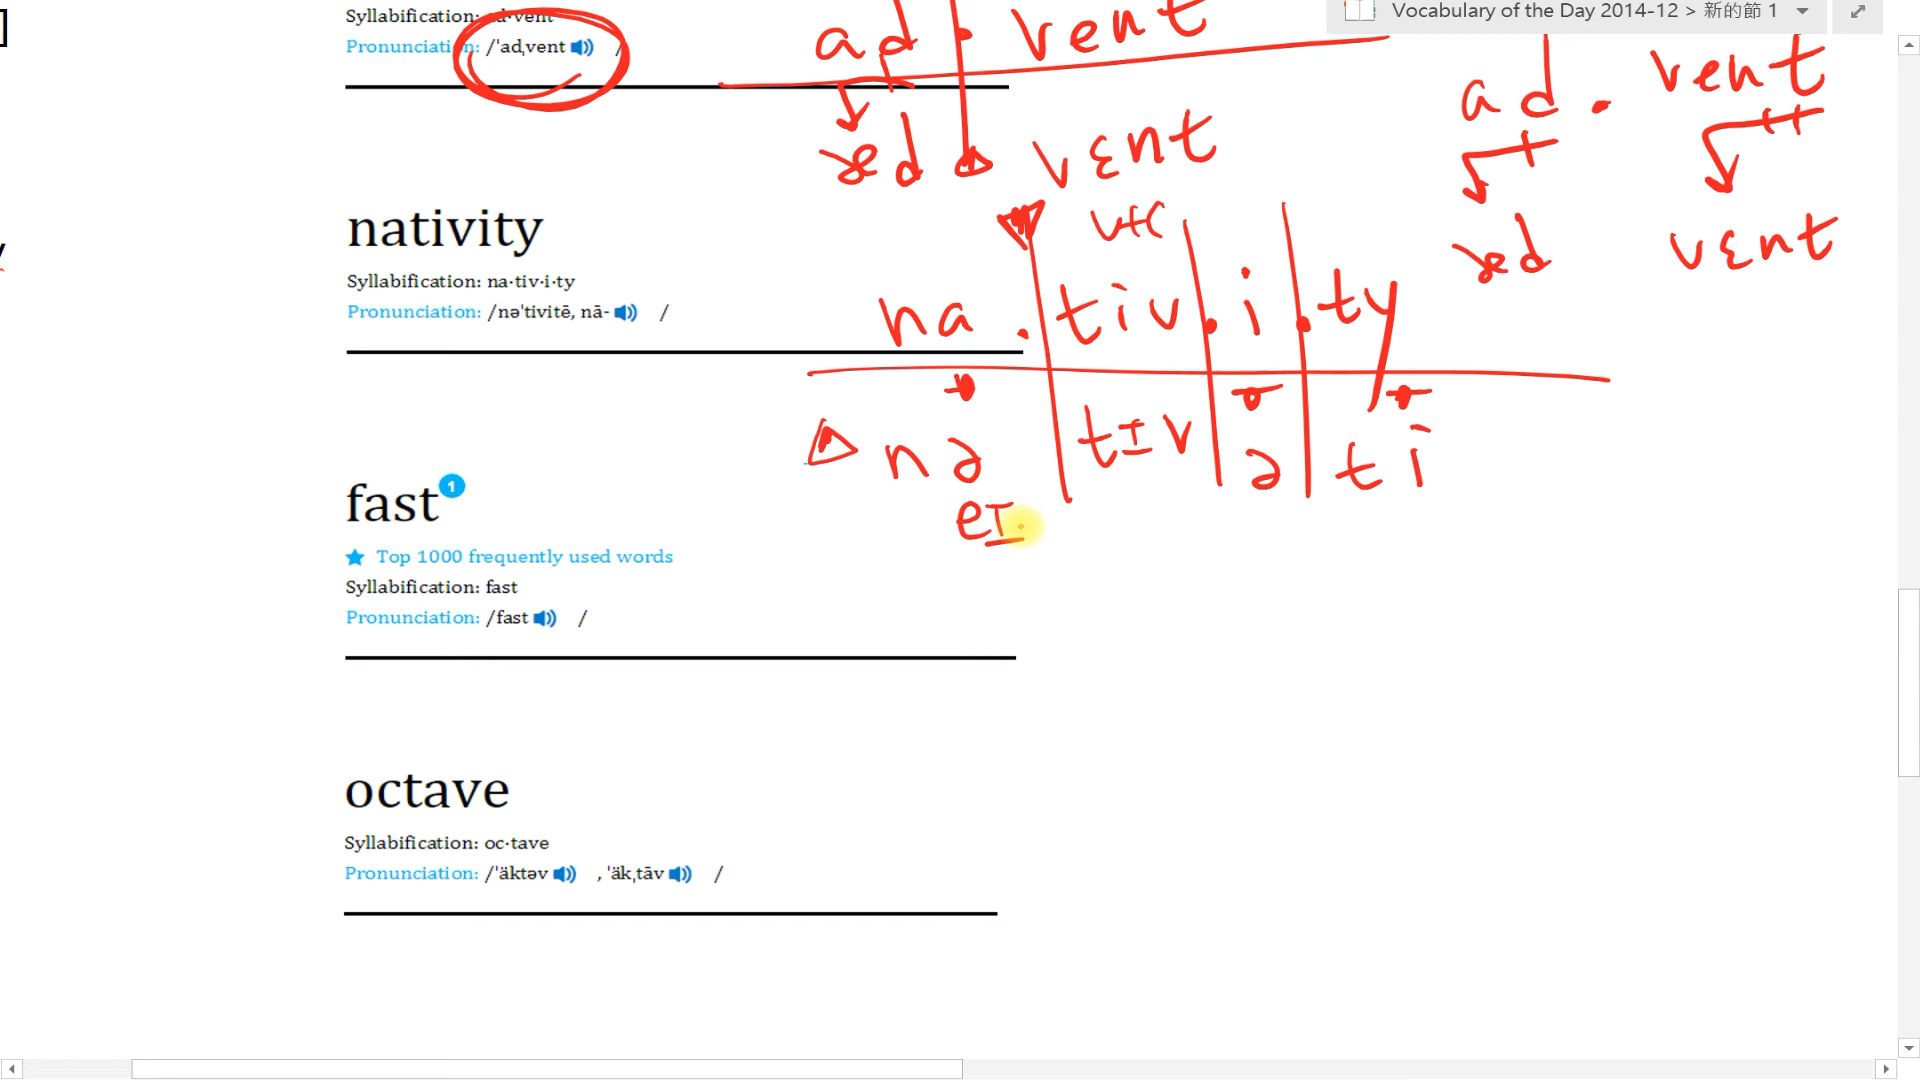 Vocabulary of the Day 2014-12 > 新的節 1
]
Syllabification: ad·vent
Pronunciation: /ˈadˌvent /
ad · vent
æd vɛnt
ad · vent
æd vɛnt
nativity
Syllabification: na·tiv·i·ty
Pronunciation: /nəˈtivitē, nā- /
V+C
na · tiv · i · ty
nə tɪv ə ti
eɪ
fast 1
Top 1000 frequently used words
Syllabification: fast
Pronunciation: /fast /
octave
Syllabification: oc·tave
Pronunciation: /ˈäktəv , ˈäkˌtāv /